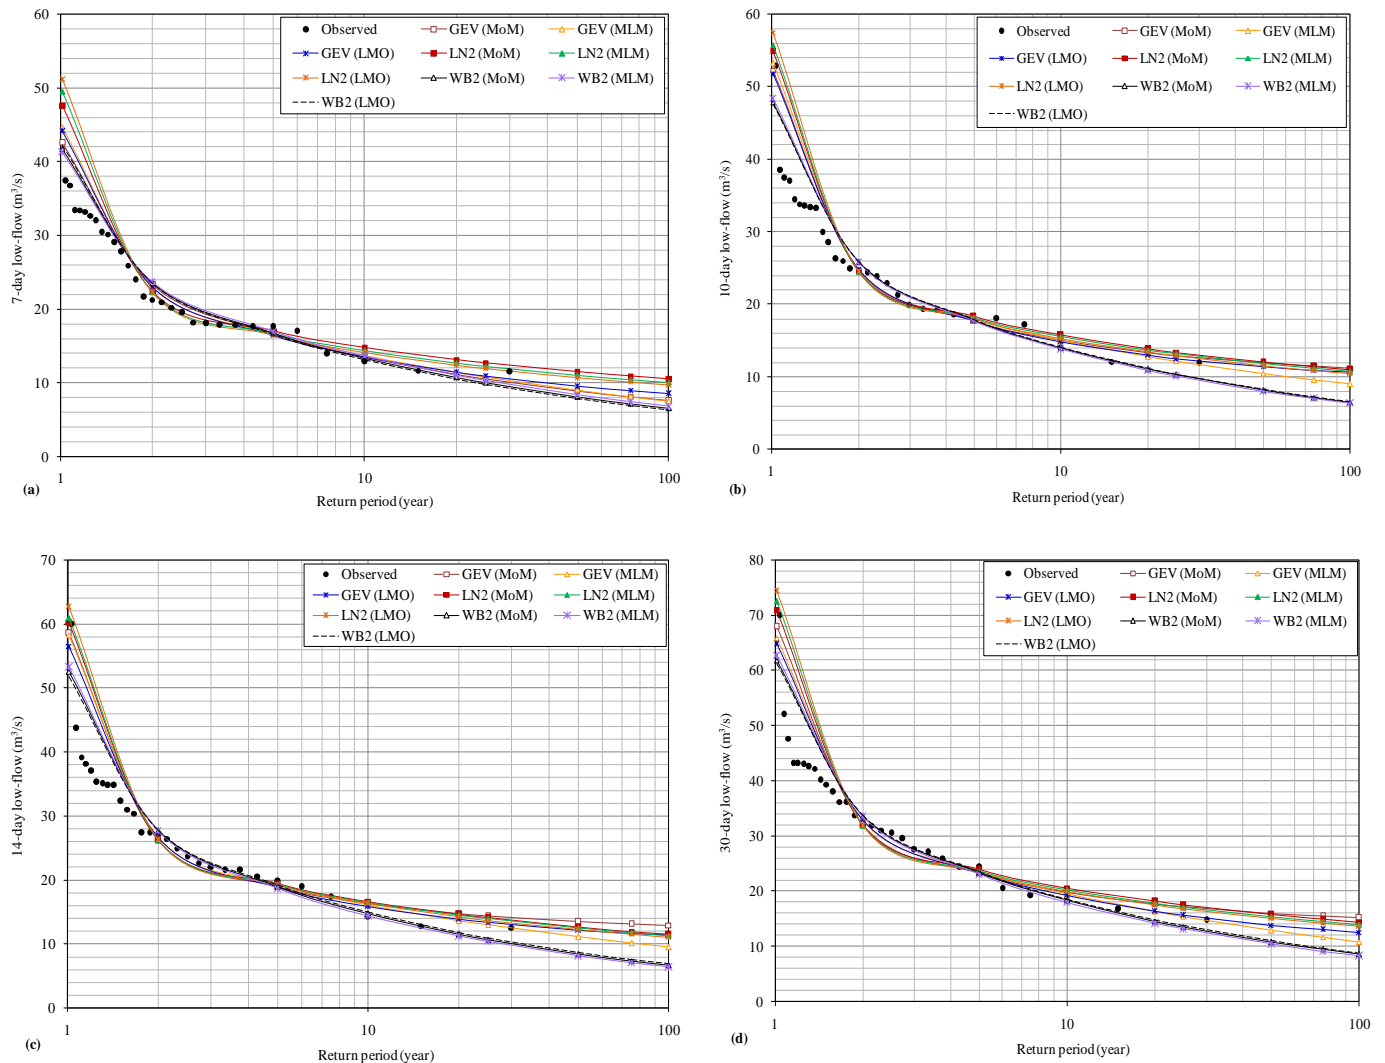 70
60
50
40
30
20
10
0
7-day low-flow (m³/s)
Observed GEV (MoM) GEV (MLM)
GEV (LMO) LN2 (MoM) LN2 (MLM)
LN2 (LMO) WB2 (MoM) WB2 (MLM)
WB2 (LMO)
1 10 100
(a)
Return period (year)
60
50
40
30
20
10
0
10-day low-flow (m³/s)
Observed GEV (MoM) GEV (MLM)
GEV (LMO) LN2 (MoM) LN2 (MLM)
LN2 (LMO) WB2 (MoM) WB2 (MLM)
WB2 (LMO)
1 10 100
(b)
Return period (year)
70
60
50
40
30
20
10
0
14-day low-flow (m³/s)
Observed GEV (MoM) GEV (MLM)
GEV (LMO) LN2 (MoM) LN2 (MLM)
LN2 (LMO) WB2 (MoM) WB2 (MLM)
WB2 (LMO)
1 10 100
(c)
Return period (year)
80
70
60
50
40
30
20
10
0
30-day low-flow (m³/s)
Observed GEV (MoM) GEV (MLM)
GEV (LMO) LN2 (MoM) LN2 (MLM)
LN2 (LMO) WB2 (MoM) WB2 (MLM)
WB2 (LMO)
1 10 100
(d)
Return period (year)